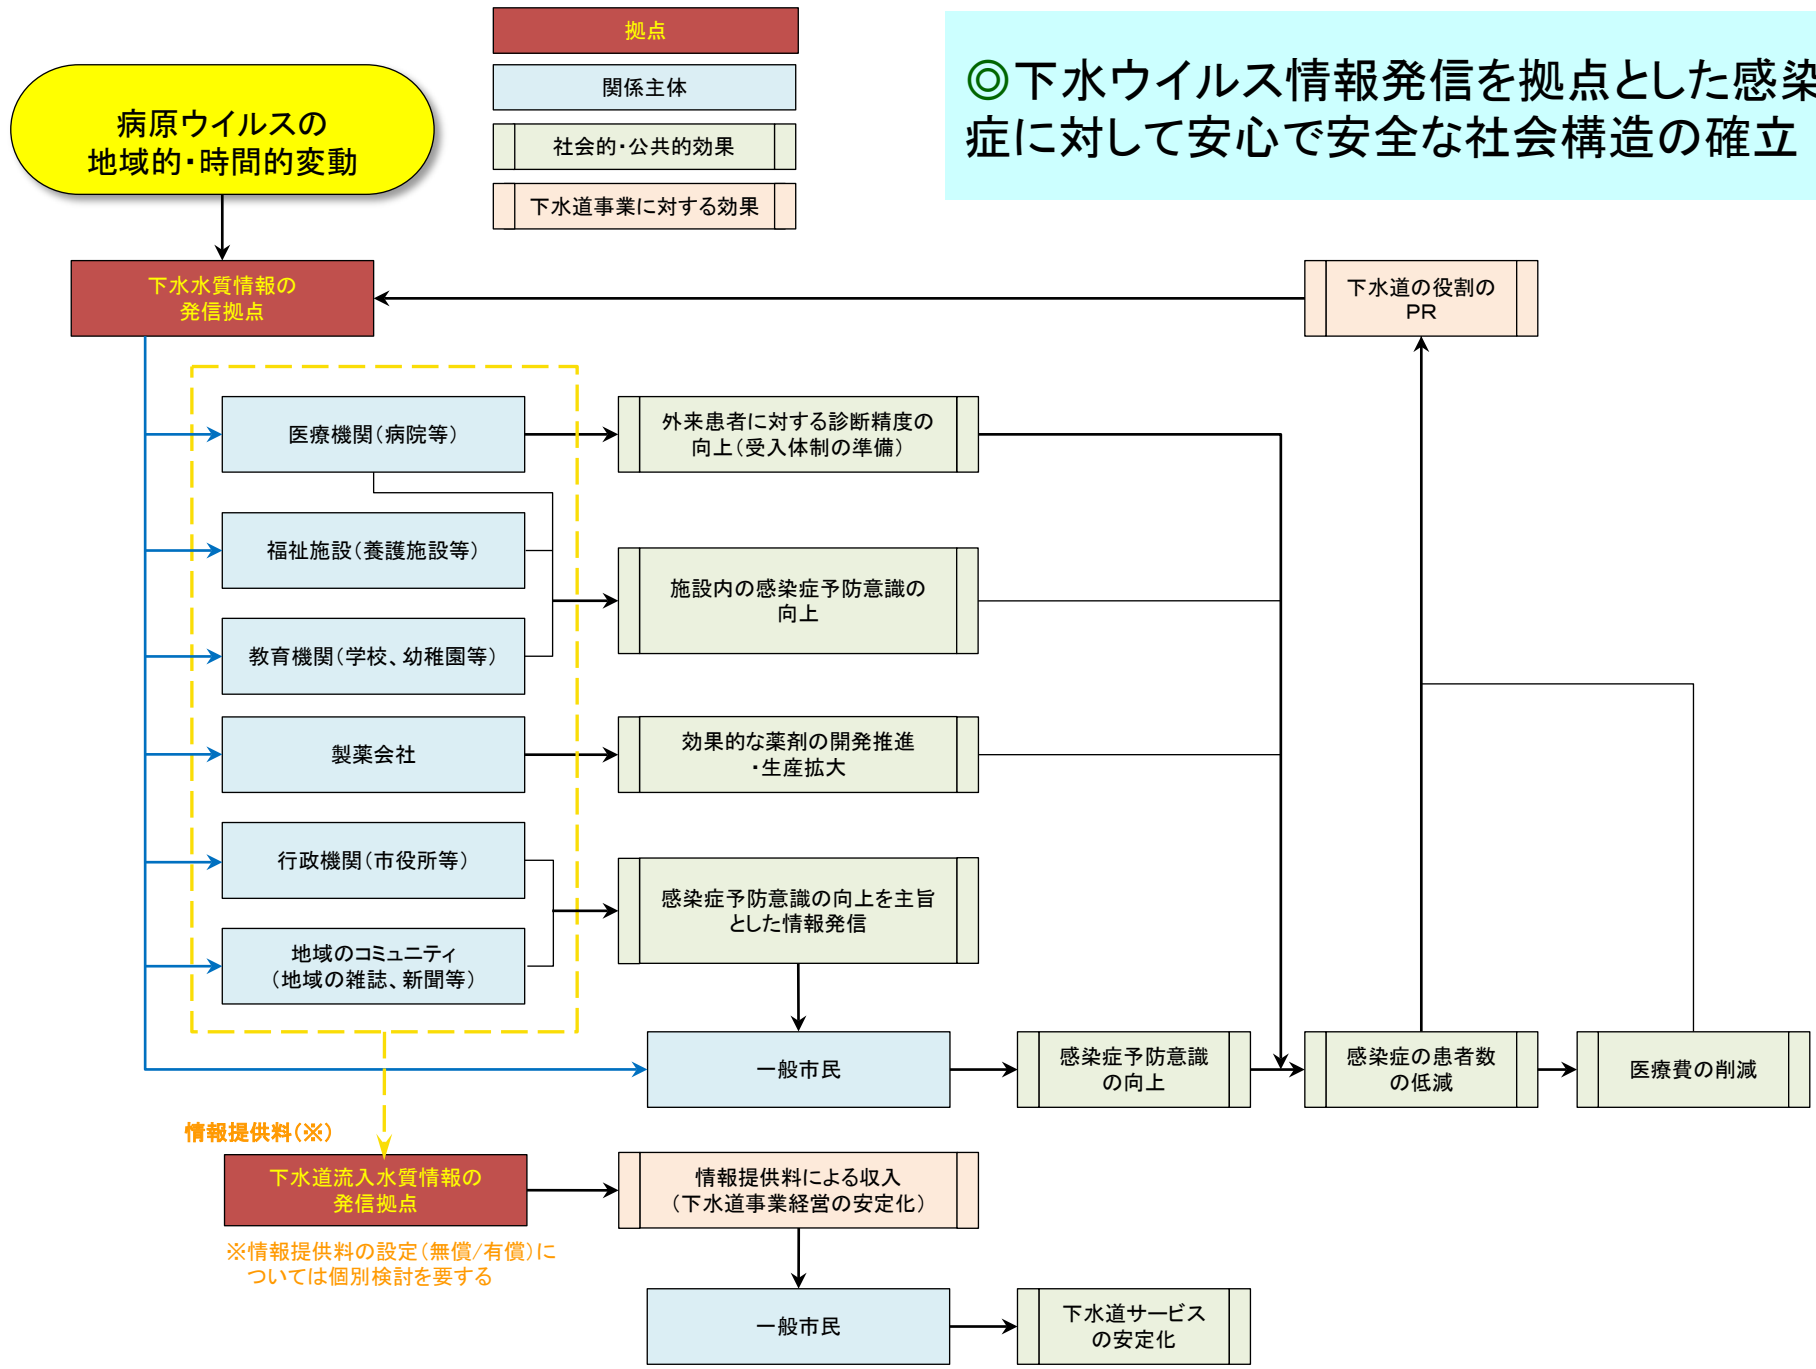 拠点
関係主体
社会的・公共的効果
下水道事業に対する効果
◎下水ウイルス情報発信を拠点とした感染
症に対して安心で安全な社会構造の確立
病原ウイルスの
地域的・時間的変動
下水水質情報の
発信拠点
下水道の役割の
ＰＲ
医療機関（病院等）
外来患者に対する診断精度の
向上（受入体制の準備）
福祉施設（養護施設等）
施設内の感染症予防意識の
向上
教育機関（学校、幼稚園等）
製薬会社
効果的な薬剤の開発推進
・生産拡大
行政機関（市役所等）
感染症予防意識の向上を主旨
とした情報発信
地域のコミュニティ
（地域の雑誌、新聞等）
一般市民
感染症予防意識
の向上
感染症の患者数
の低減
医療費の削減
情報提供料（※）
下水道流入水質情報の
発信拠点
情報提供料による収入
（下水道事業経営の安定化）
※情報提供料の設定（無償/有償）に
ついては個別検討を要する
一般市民
下水道サービス
の安定化